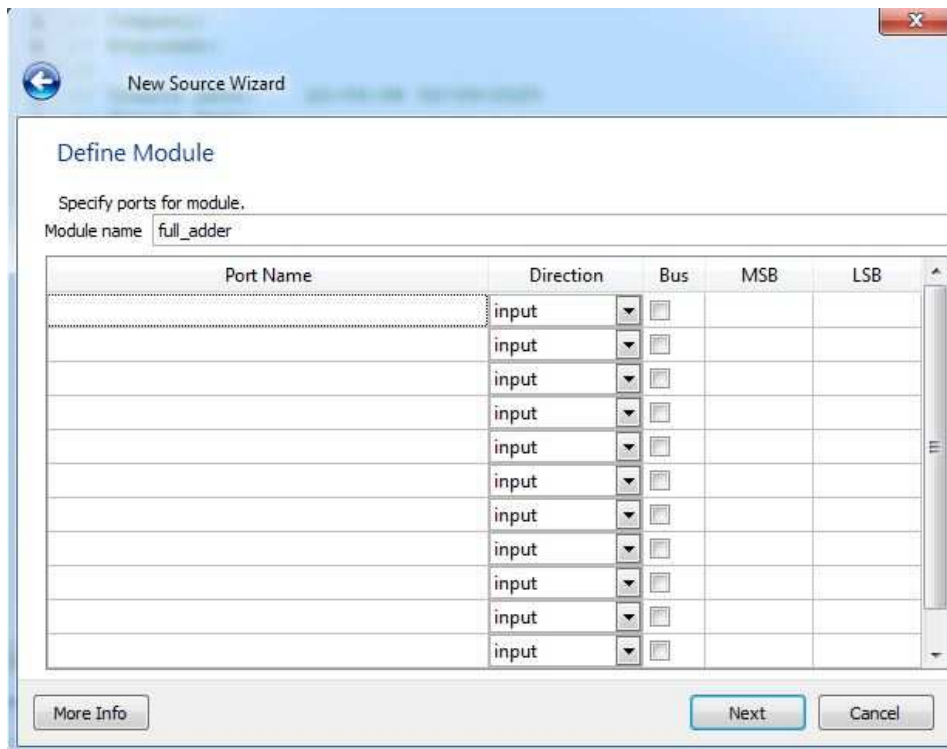 New Source Wizard
Define Module
Specify ports for module.
Module name full_adder
Port Name Direction Bus MSB LSB
input
input
input
input
input
input
input
input
input
input
input
More Info Next Cancel